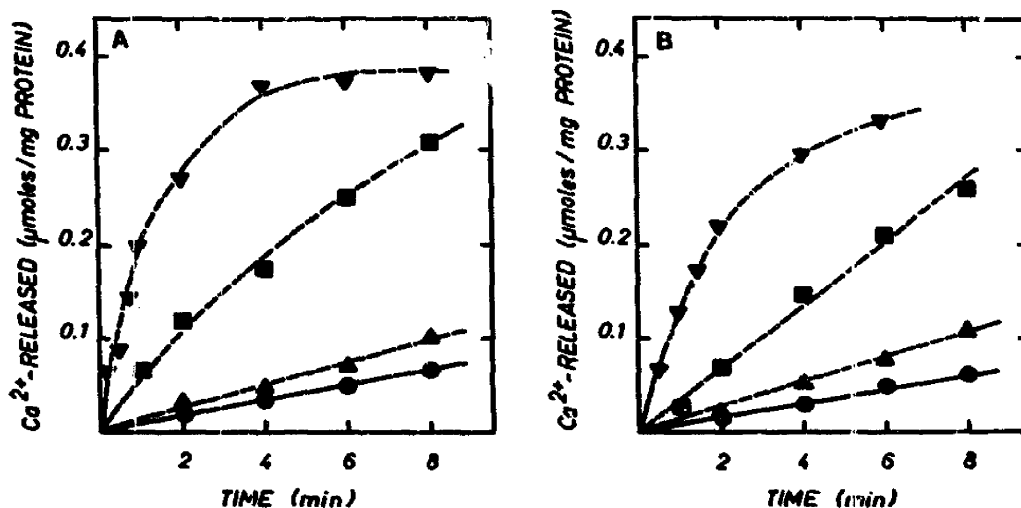 A
Ca2+-RELEASED (μmoles/mg PROTEIN)
0.4
0.3
0.2
0.1
2 4 6 8
TIME (min)
B
Ca2+-RELEASED (μmoles/mg PROTEIN)
0.4
0.3
0.2
0.1
2 4 6 8
TIME (min)